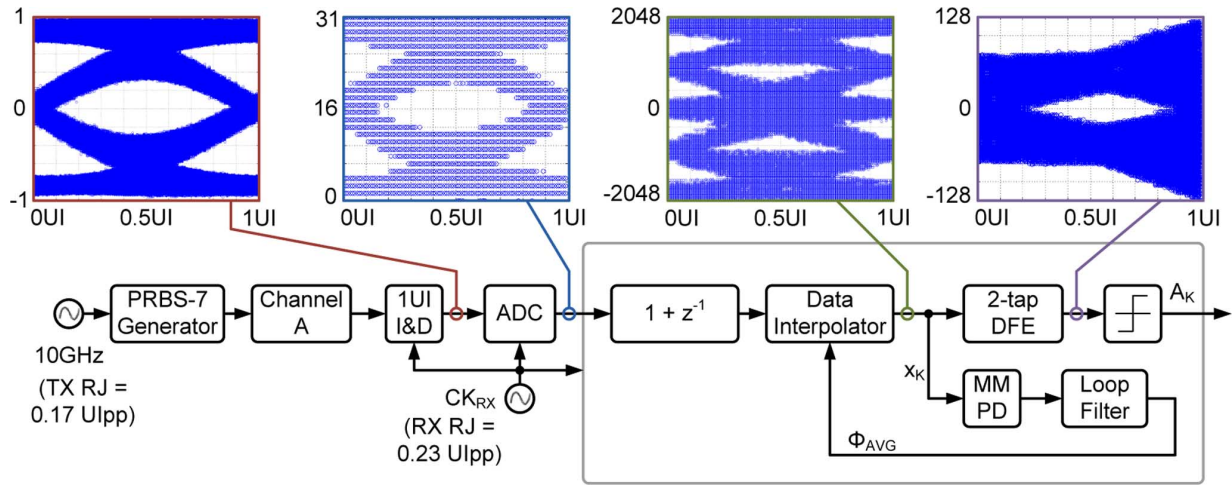 1
0
-1
0UI 0.5UI 1UI
31
16
0
0UI 0.5UI 1UI
2048
0
-2048
0UI 0.5UI 1UI
128
0
-128
0UI 0.5UI 1UI
10GHz
(TX RJ =
0.17 UIpp)
PRBS-7
Generator
Channel
A
1UI
I&D
ADC
CK_RX
(RX RJ =
0.23 UIpp)
1 + z⁻¹
Data
Interpolator
x_K
2-tap
DFE
A_K
MM
PD
Loop
Filter
Φ_AVG